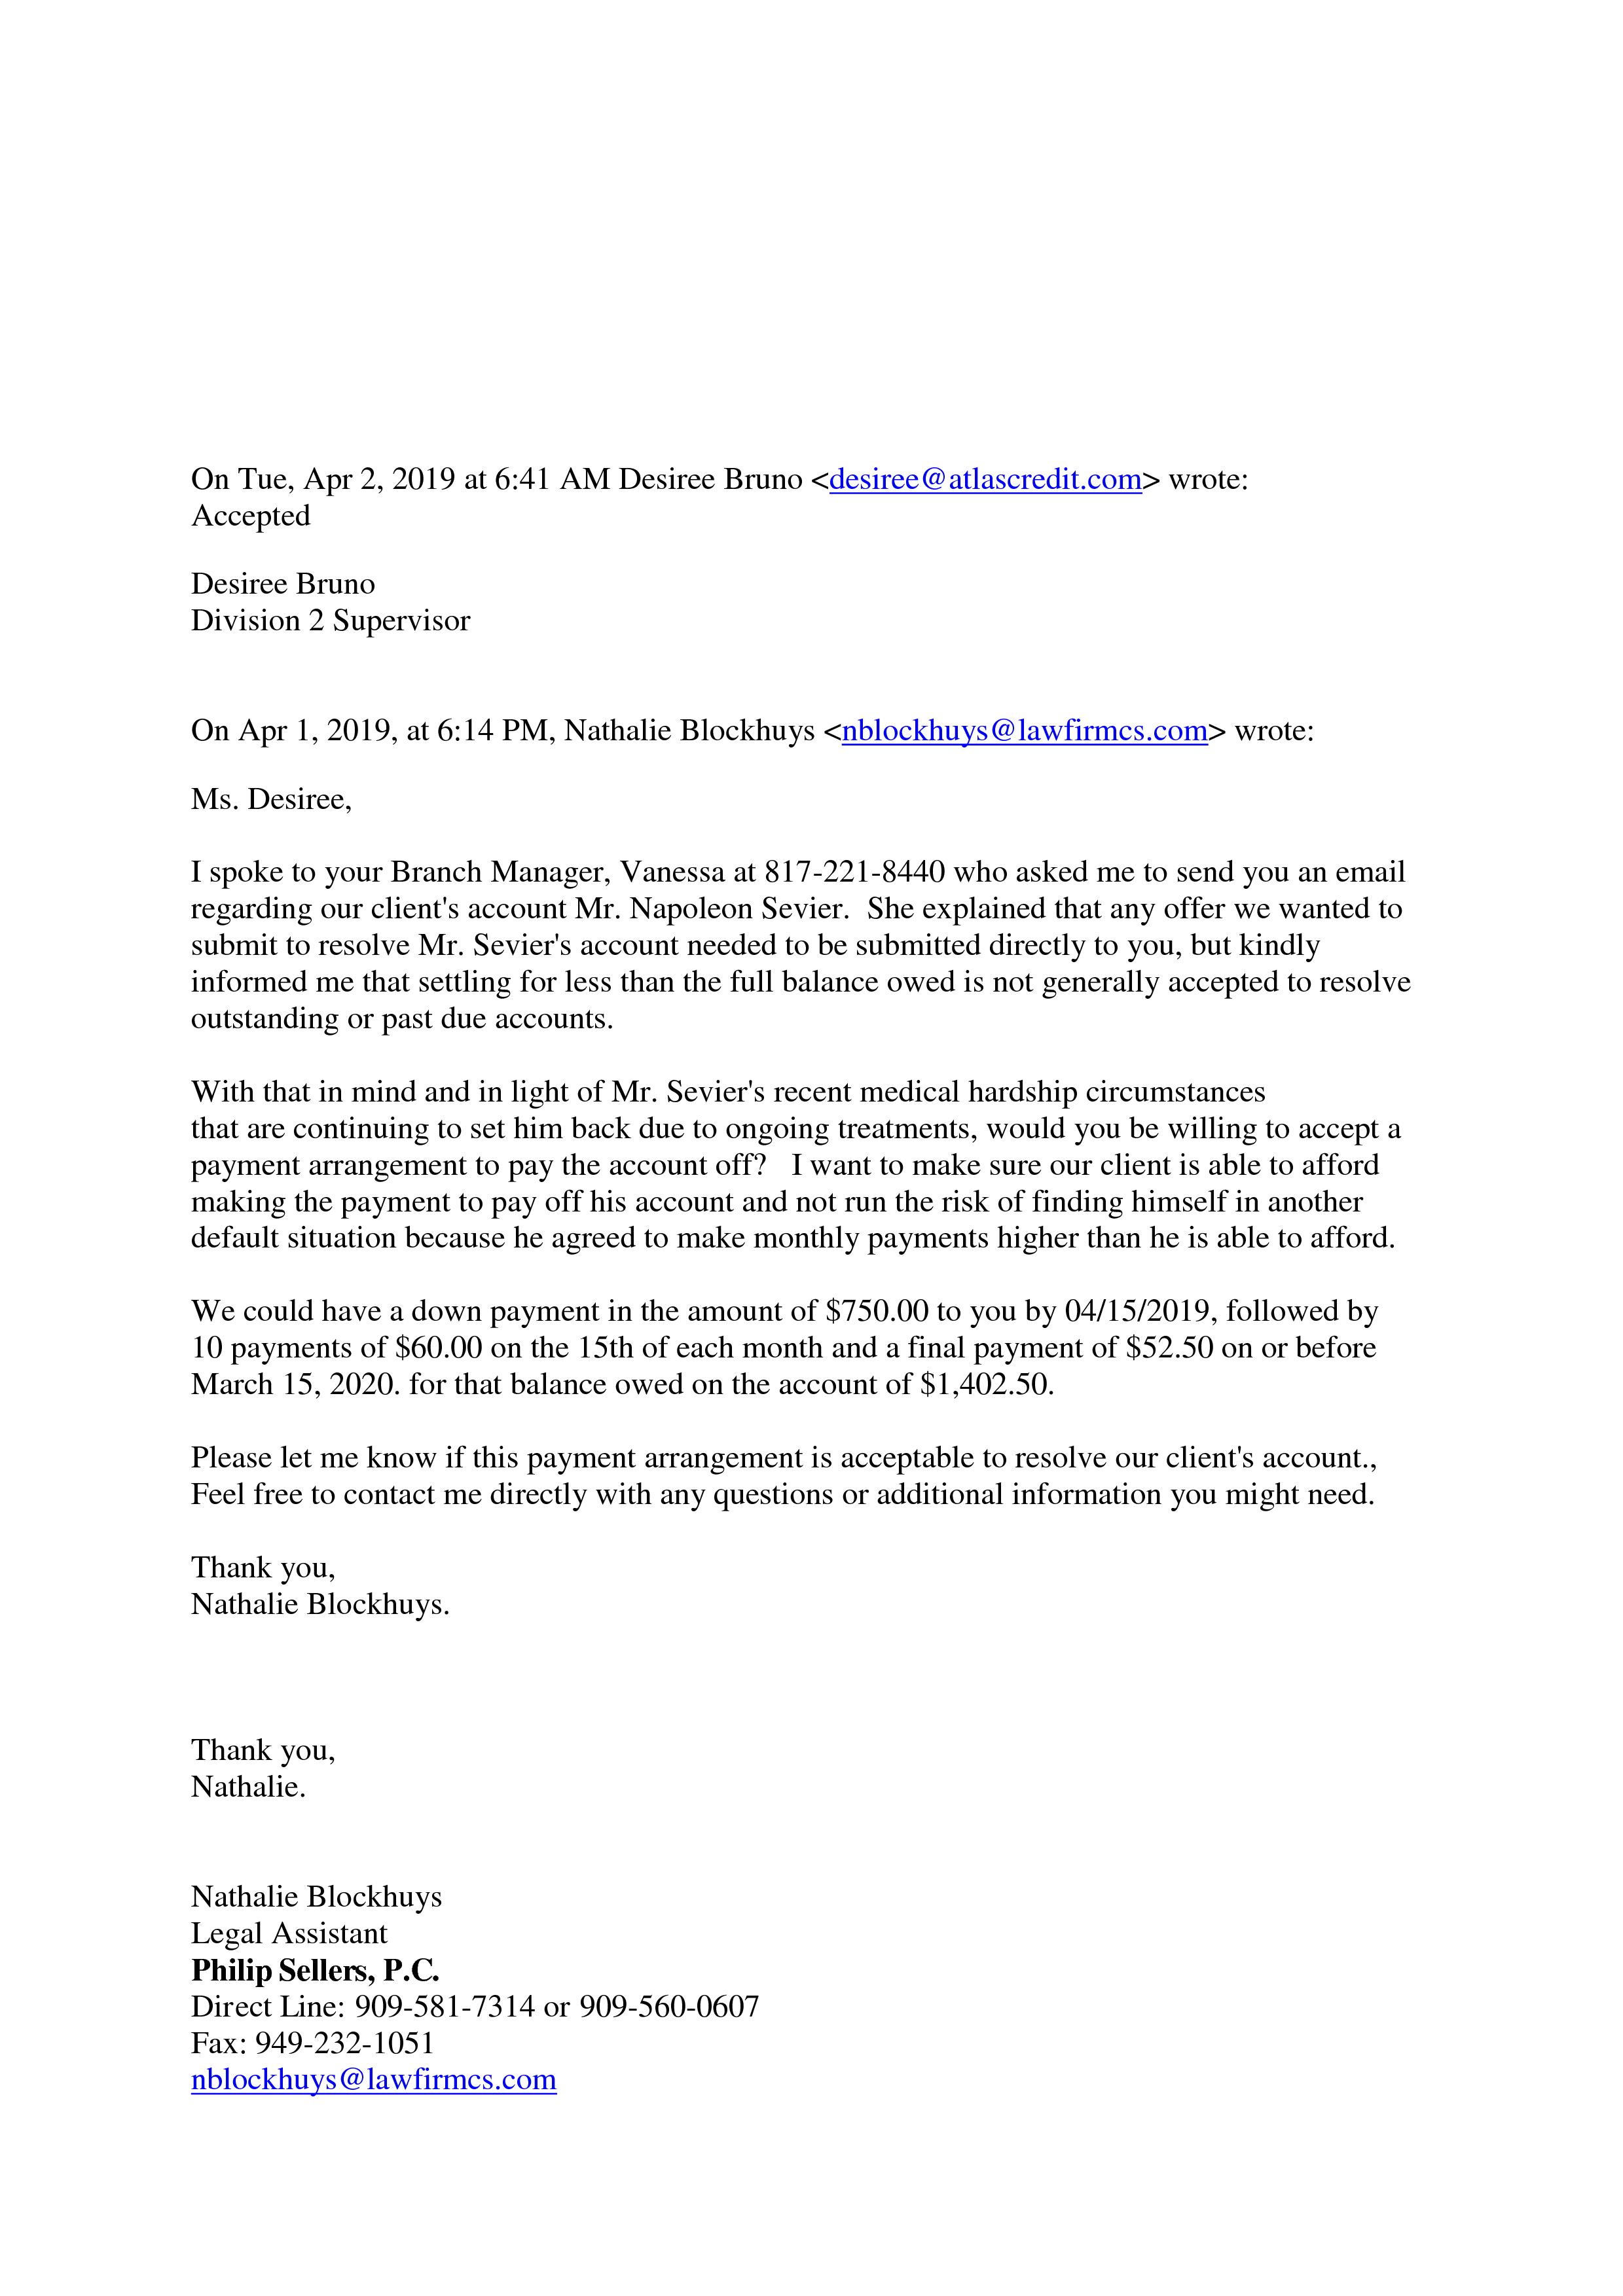 On Tue, Apr 2, 2019 at 6:41 AM Desiree Bruno <desiree@atlascredit.com> wrote:
Accepted
Desiree Bruno
Division 2 Supervisor
On Apr 1, 2019, at 6:14 PM, Nathalie Blockhuys <nblockhuys@lawfirmcs.com> wrote:
Ms. Desiree,
I spoke to your Branch Manager, Vanessa at 817-221-8440 who asked me to send you an email
regarding our client's account Mr. Napoleon Sevier.  She explained that any offer we wanted to
submit to resolve Mr. Sevier's account needed to be submitted directly to you, but kindly
informed me that settling for less than the full balance owed is not generally accepted to resolve
outstanding or past due accounts.
With that in mind and in light of Mr. Sevier's recent medical hardship circumstances
that are continuing to set him back due to ongoing treatments, would you be willing to accept a
payment arrangement to pay the account off?   I want to make sure our client is able to afford
making the payment to pay off his account and not run the risk of finding himself in another
default situation because he agreed to make monthly payments higher than he is able to afford.
We could have a down payment in the amount of $750.00 to you by 04/15/2019, followed by
10 payments of $60.00 on the 15th of each month and a final payment of $52.50 on or before
March 15, 2020. for that balance owed on the account of $1,402.50.
Please let me know if this payment arrangement is acceptable to resolve our client's account.,
Feel free to contact me directly with any questions or additional information you might need.
Thank you,
Nathalie Blockhuys.
Thank you,
Nathalie.
Nathalie Blockhuys
Legal Assistant
Philip Sellers, P.C.
Direct Line: 909-581-7314 or 909-560-0607
Fax: 949-232-1051
nblockhuys@lawfirmcs.com